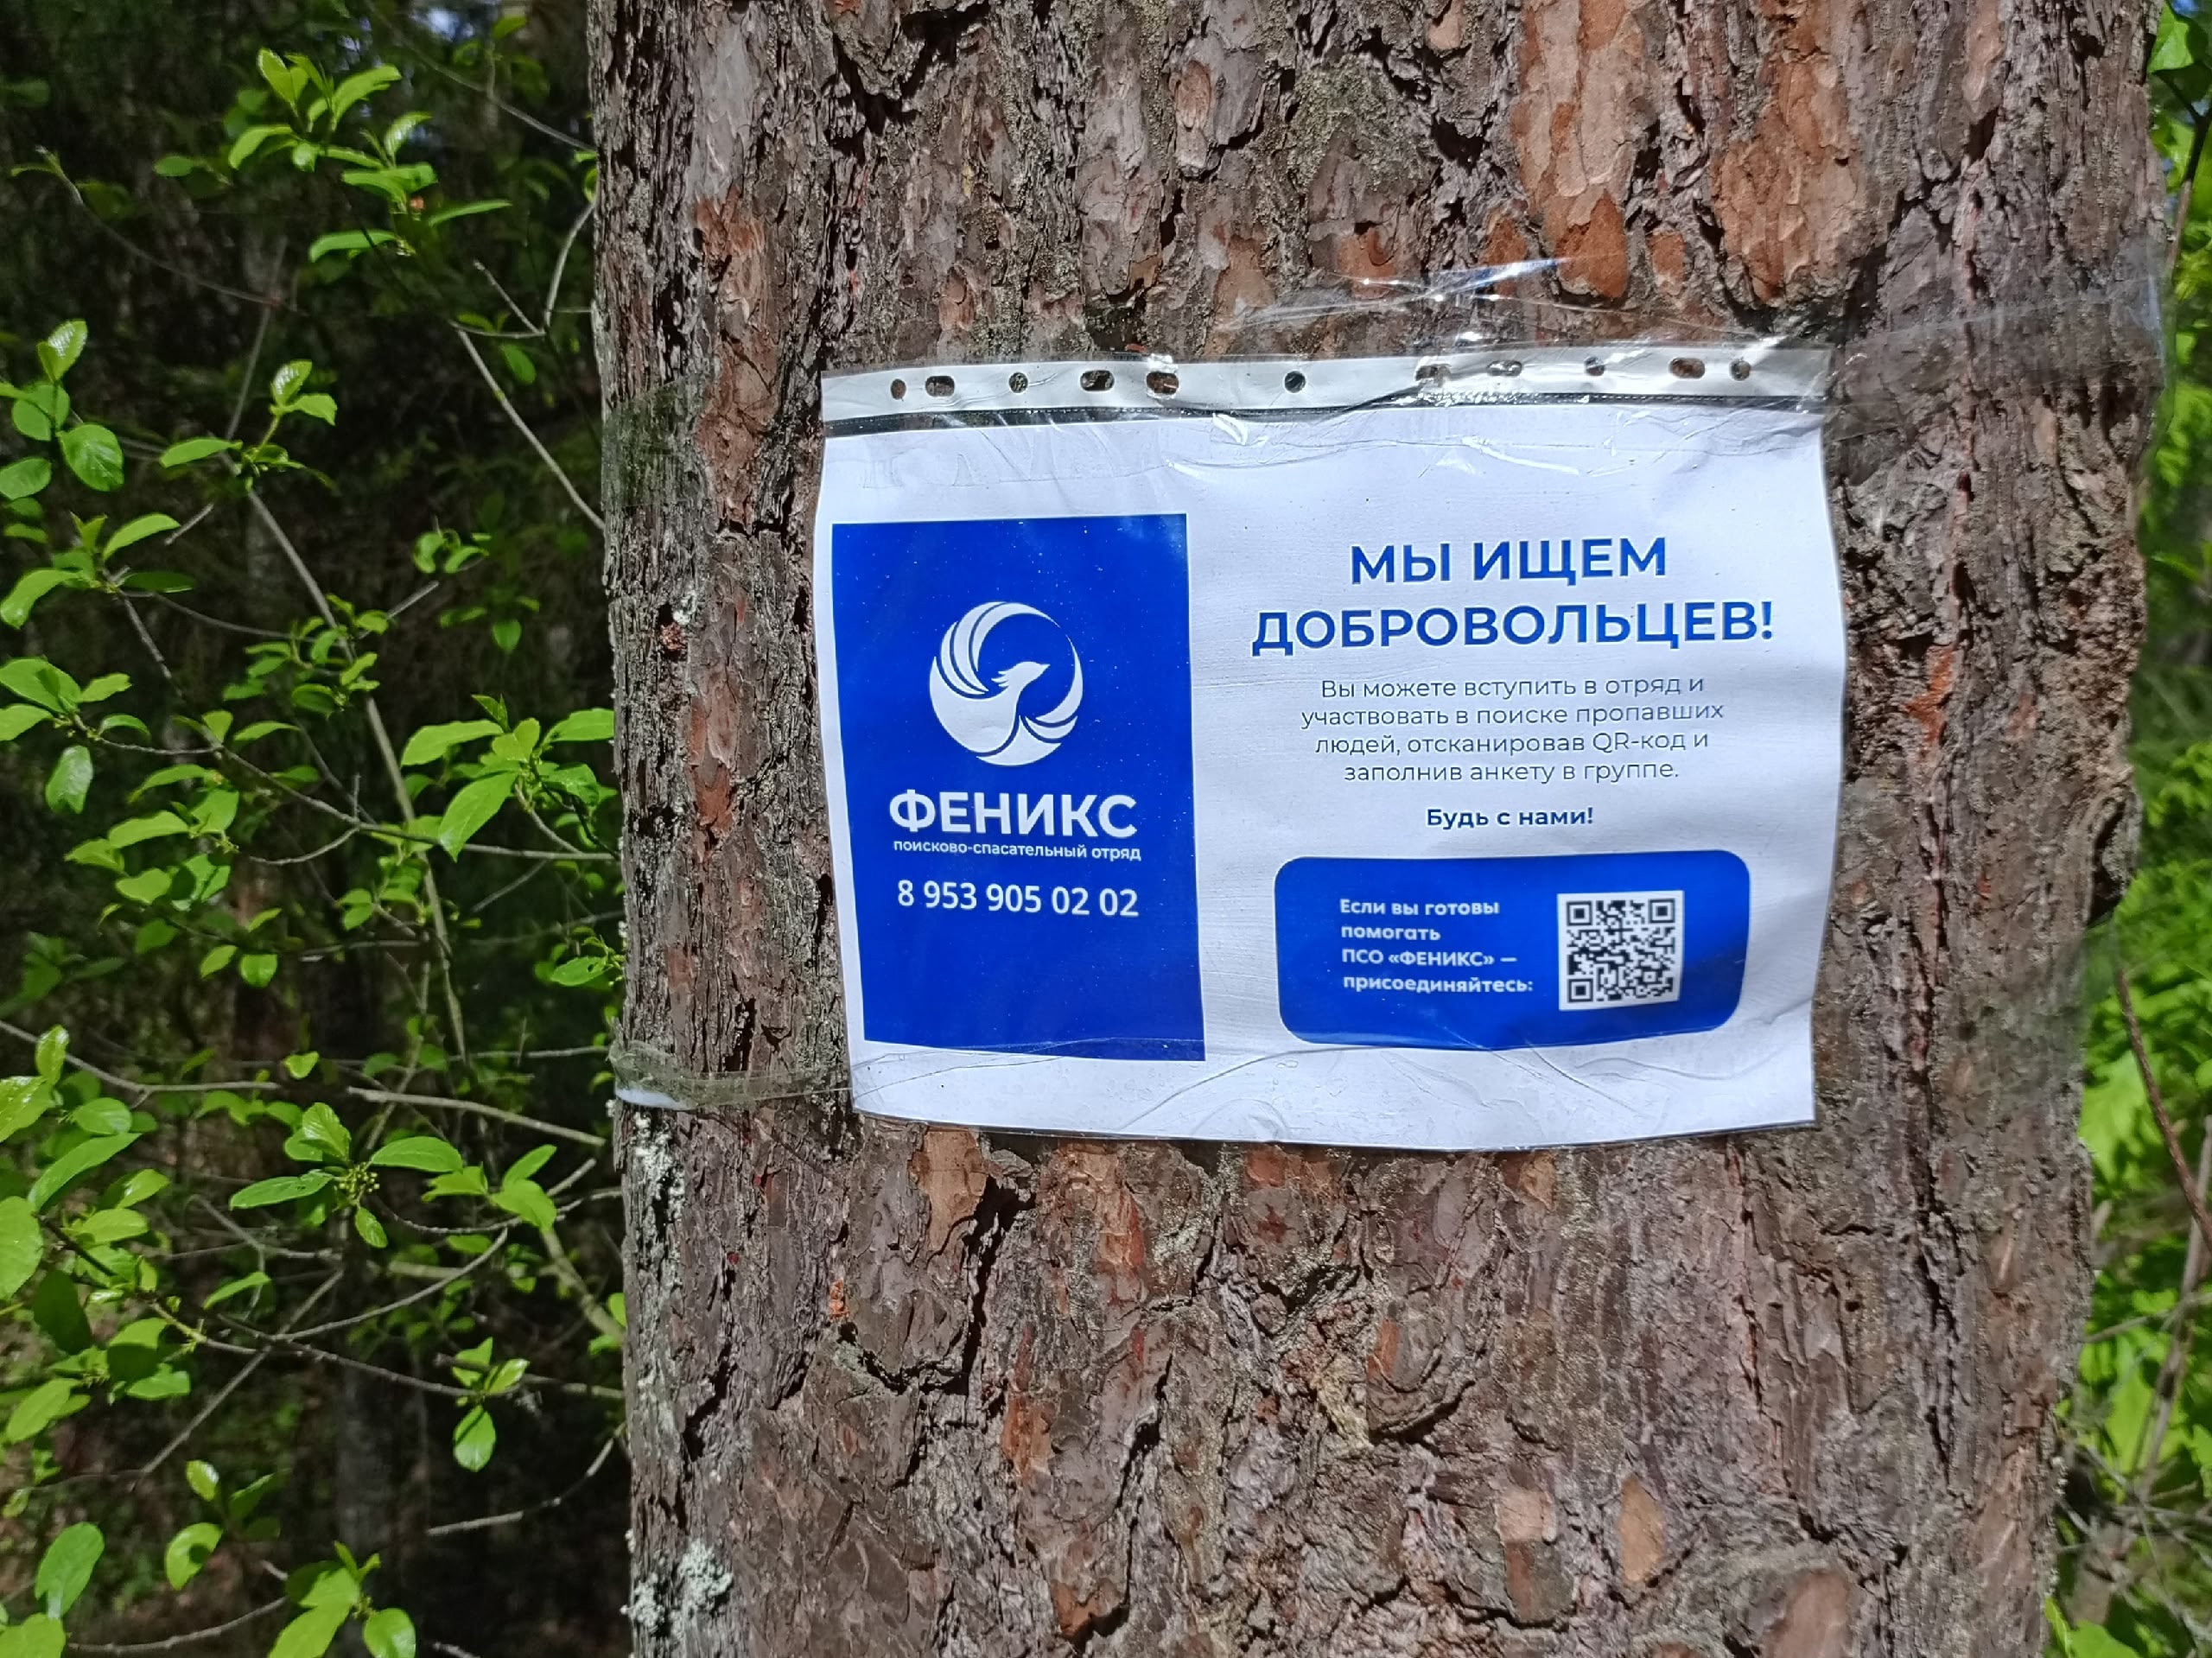 ФЕНИКС
поисково-спасательный отряд
8 953 905 02 02
МЫ ИЩЕМ
ДОБРОВОЛЬЦЕВ!
Вы можете вступить в отряд и
участвовать в поиске пропавших
людей, отсканировав QR-код и
заполнив анкету в группе.
Будь с нами!
Если вы готовы
помогать
ПСО «ФЕНИКС» —
присоединяйтесь: